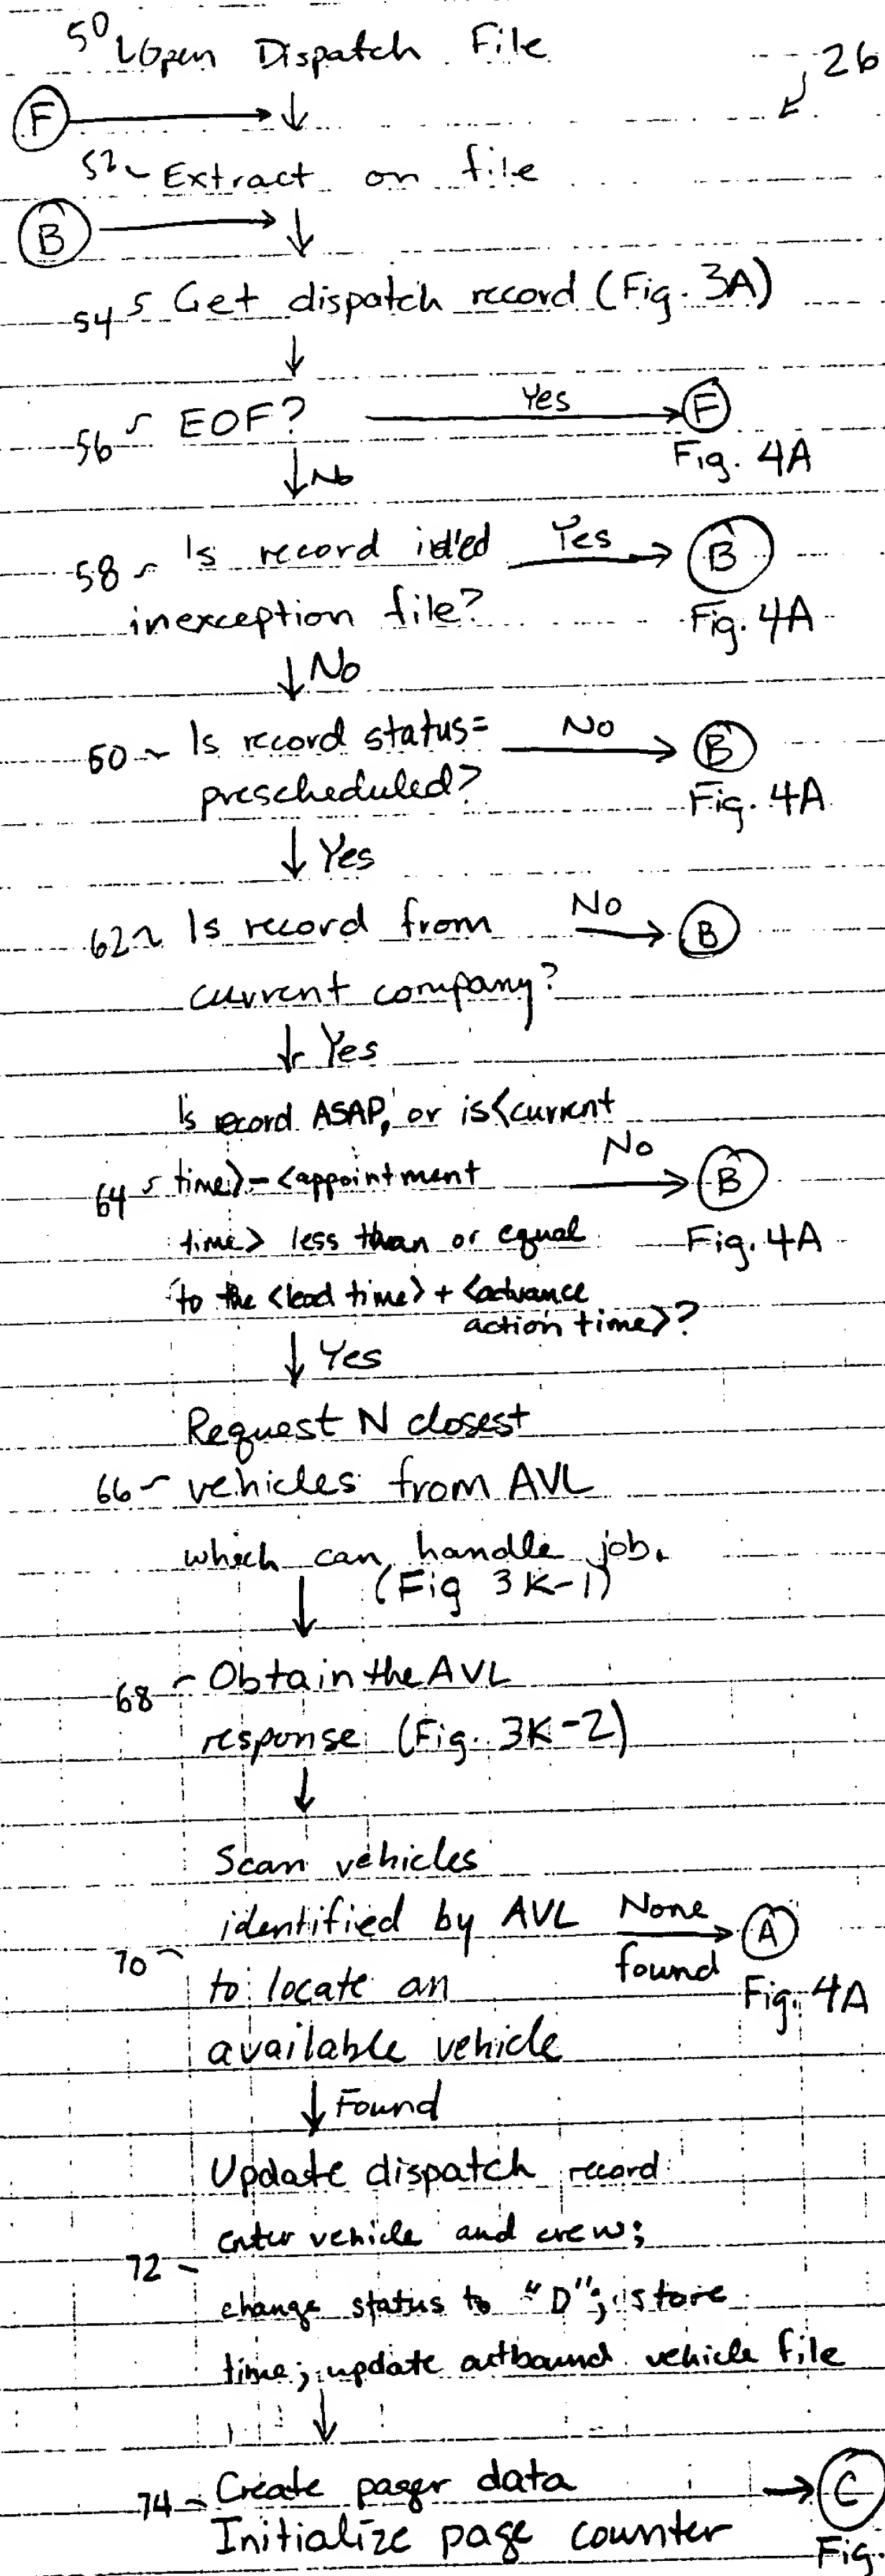 50 Open Dispatch File
26
F
52 Extract on file
B
54 Get dispatch record (Fig. 3A)
56 EOF? Yes F
Fig. 4A
No
58 Is record id'ed Yes B
in exception file? Fig. 4A
No
60 Is record status= No B
prescheduled? Fig. 4A
Yes
62 Is record from No B
current company?
Yes
Is record ASAP, or is <current
64 time> - <appointment No B
time> less than or equal Fig. 4A
to the <lead time> + <advance
action time>?
Yes
Request N closest
66 vehicles from AVL
which can handle job.
(Fig 3K-1)
68 Obtain the AVL
response (Fig. 3K-2)
Scan vehicles
identified by AVL None A
70 to locate an found Fig. 4A
available vehicle
Found
Update dispatch record
enter vehicle and crew;
72 change status to "D"; store
time; update outbound vehicle file
74 Create pager data C
Initialize page counter Fig.